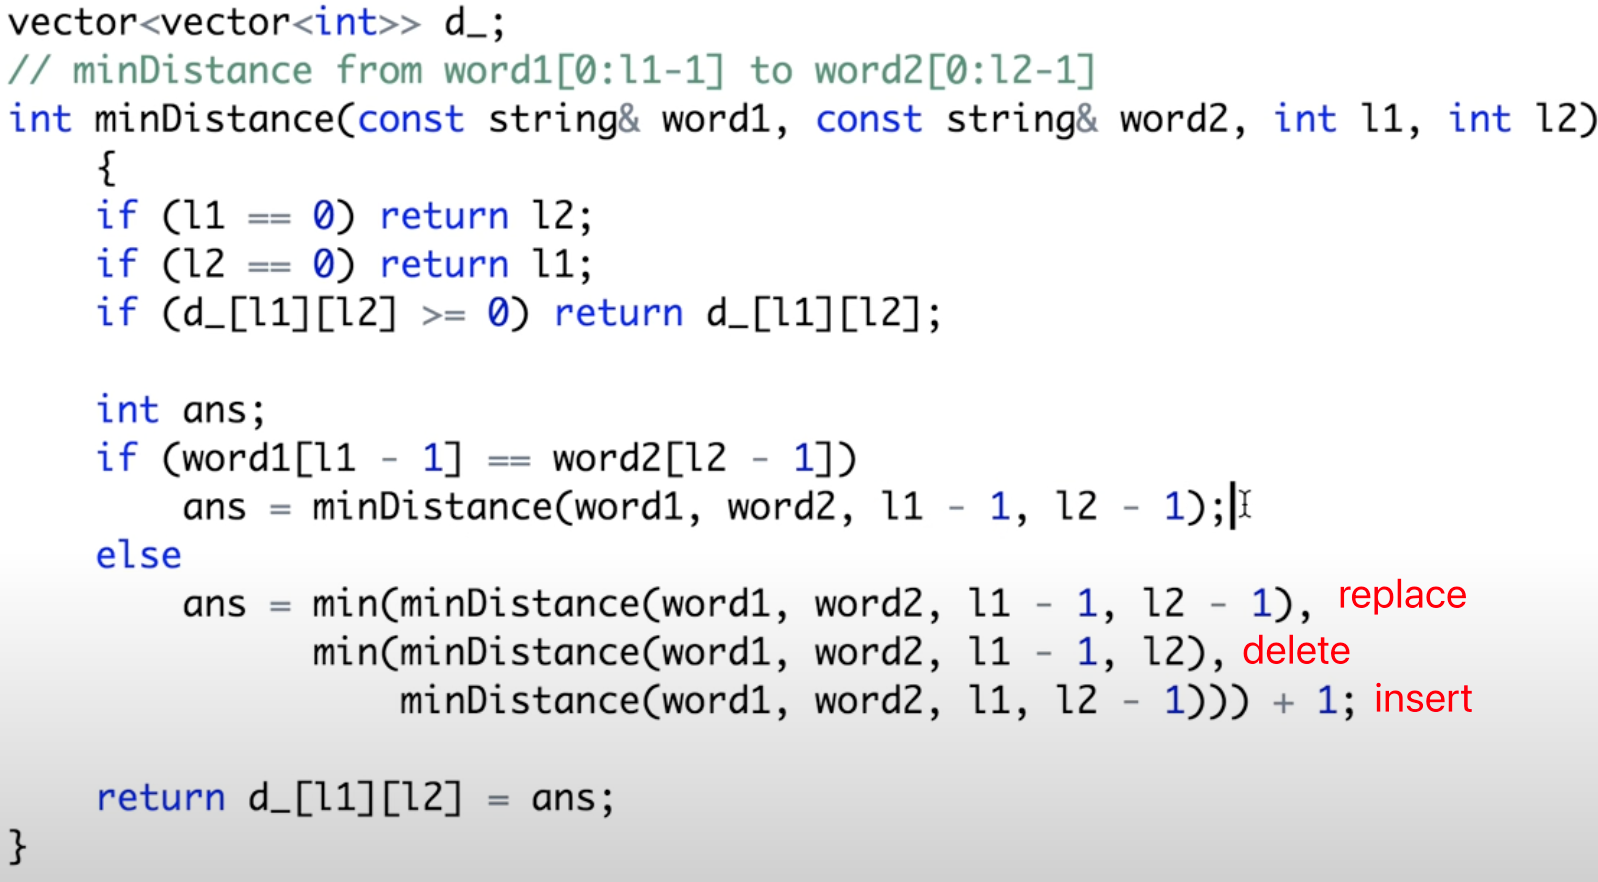 vector<vector<int>> d_;
// minDistance from word1[0:l1-1] to word2[0:l2-1]
int minDistance(const string& word1, const string& word2, int l1, int l2)
{
if (l1 == 0) return l2;
if (l2 == 0) return l1;
if (d_[l1][l2] >= 0) return d_[l1][l2];
int ans;
if (word1[l1 - 1] == word2[l2 - 1])
ans = minDistance(word1, word2, l1 - 1, l2 - 1);
else
ans = min(minDistance(word1, word2, l1 - 1, l2 - 1), replace
min(minDistance(word1, word2, l1 - 1, l2), delete
minDistance(word1, word2, l1, l2 - 1))) + 1; insert
return d_[l1][l2] = ans;
}